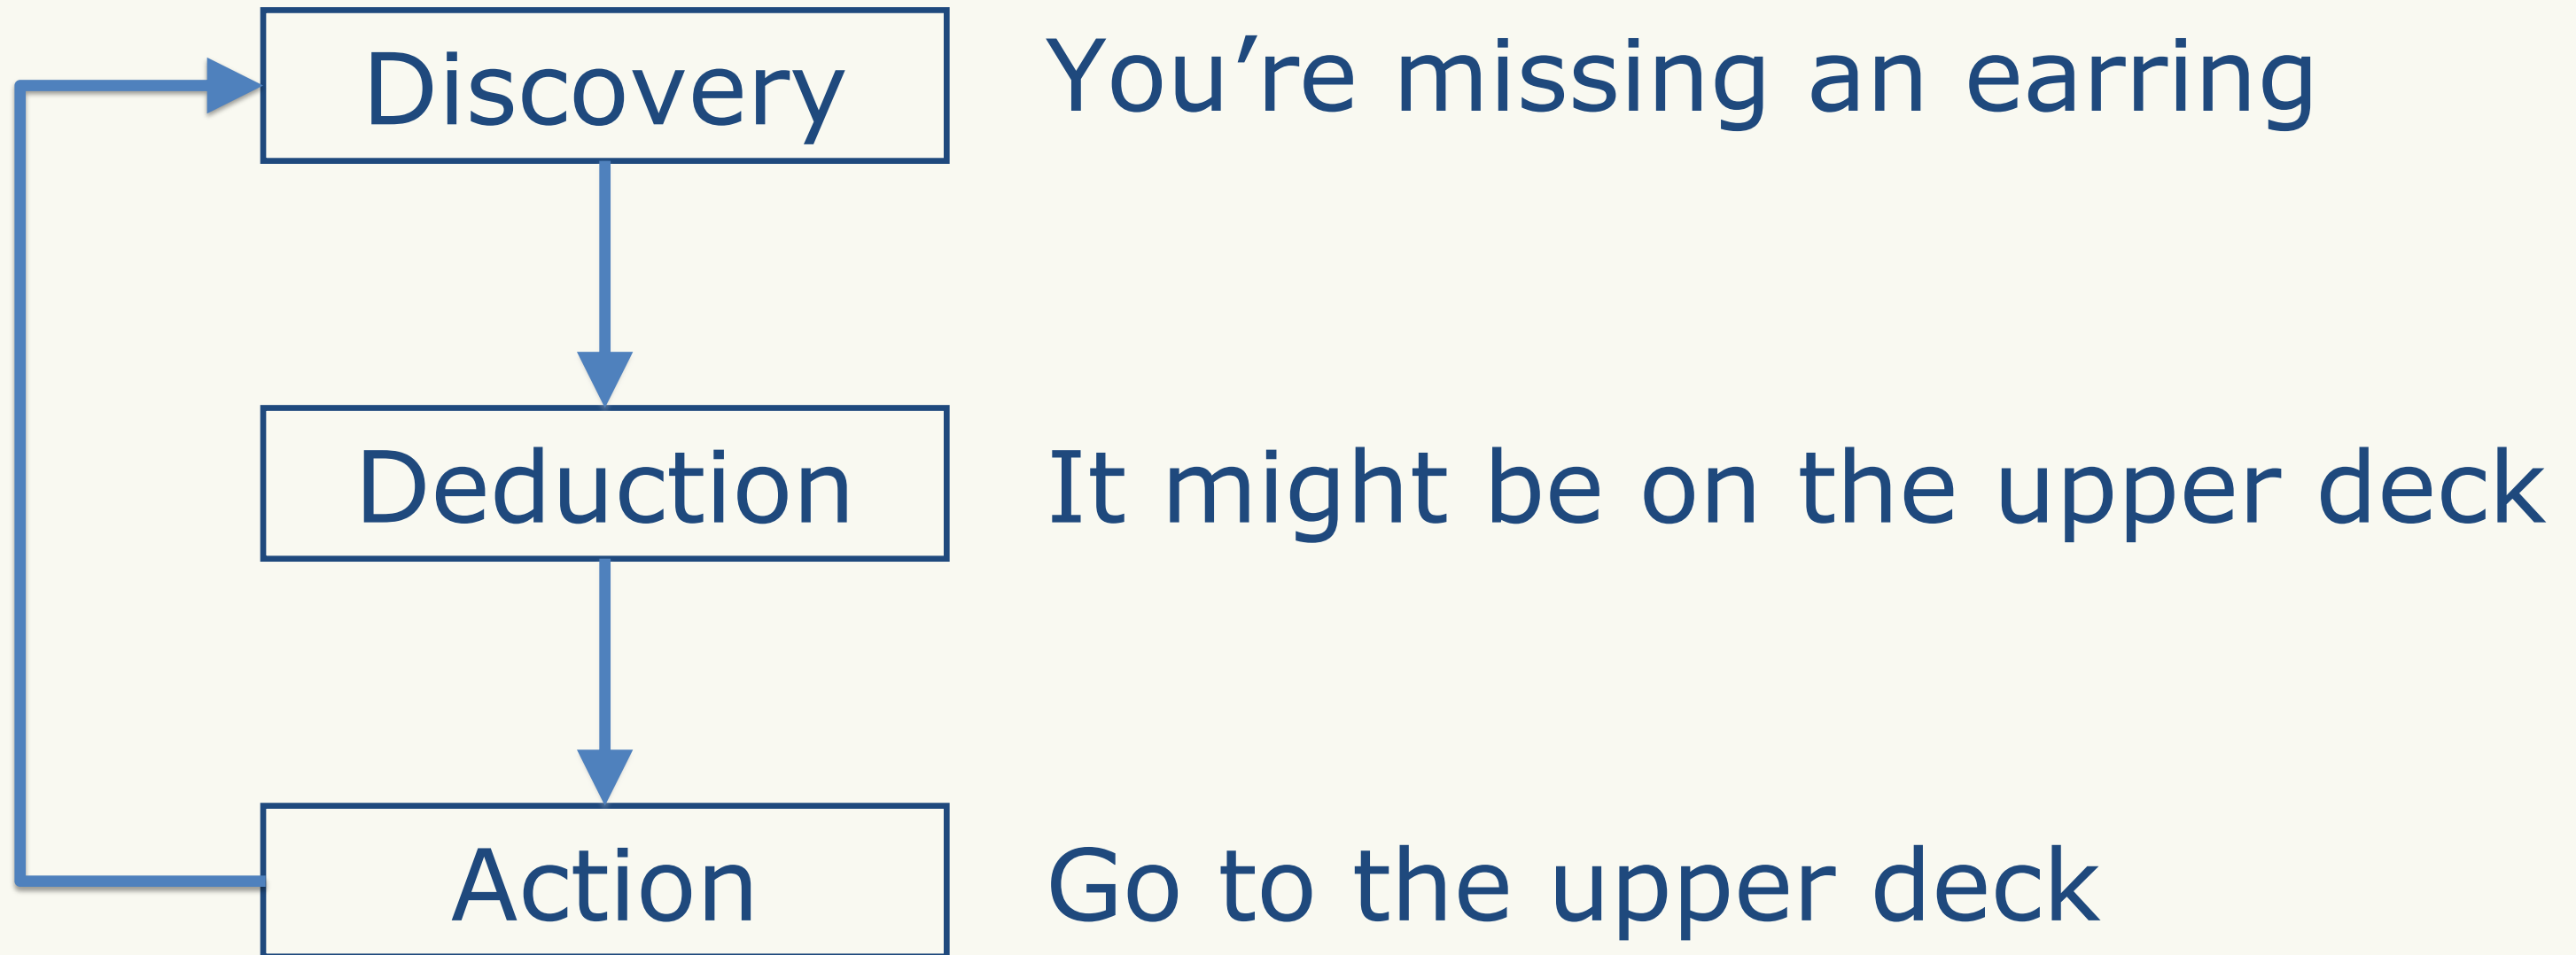 Discovery
You’re missing an earring
Deduction
It might be on the upper deck
Action
Go to the upper deck